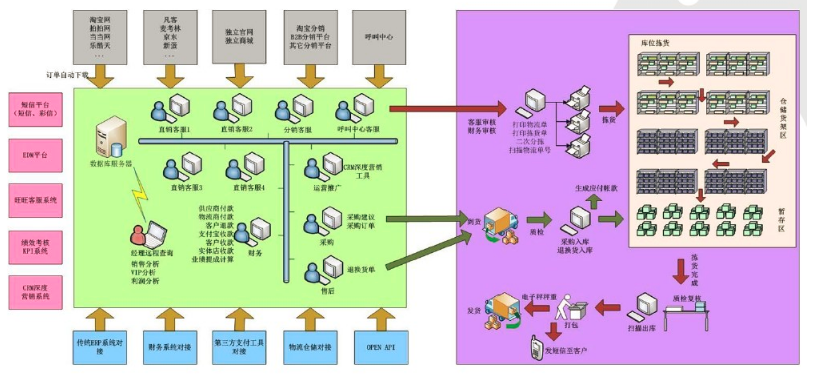 淘宝网
拍拍网
当当网
乐酷天
...
凡客
麦考林
京东
新蛋
...
独立官网
独立商城
淘宝分销
B2B分销平台
其它分销平台
呼叫中心
订单自动下载
短信平台
(短信、彩信)
EDM平台
旺旺客服系统
绩效考核
KPI系统
CRM深度
营销系统
直销客服1
直销客服2
分销客服
呼叫中心客服
数据库服务器
直销客服3
直销客服4
运营推广
CRM深度营销
工具
经理远程查询
销售分析
VIP分析
利润分析
供应商付款
物流商付款
客户退款
支付宝收款
客户收款
实体店收款
业绩提成计算
财务
采购
采购建议
采购订单
退换货单
售后
传统ERP系统对
接
财务系统对接
第三方支付工具
对接
物流仓储对接
OPEN API
客服审核
财务审核
打印物流单
打印拣货单
二次分拣
扫描物流单号
拣货
库位拣货
仓储货架区
暂存区
到货
质检
生成应付帐款
采购入库
退换货入库
拣货完成
质检复核
扫描出库
打包
电子秤秤重
发货
发短信至客户